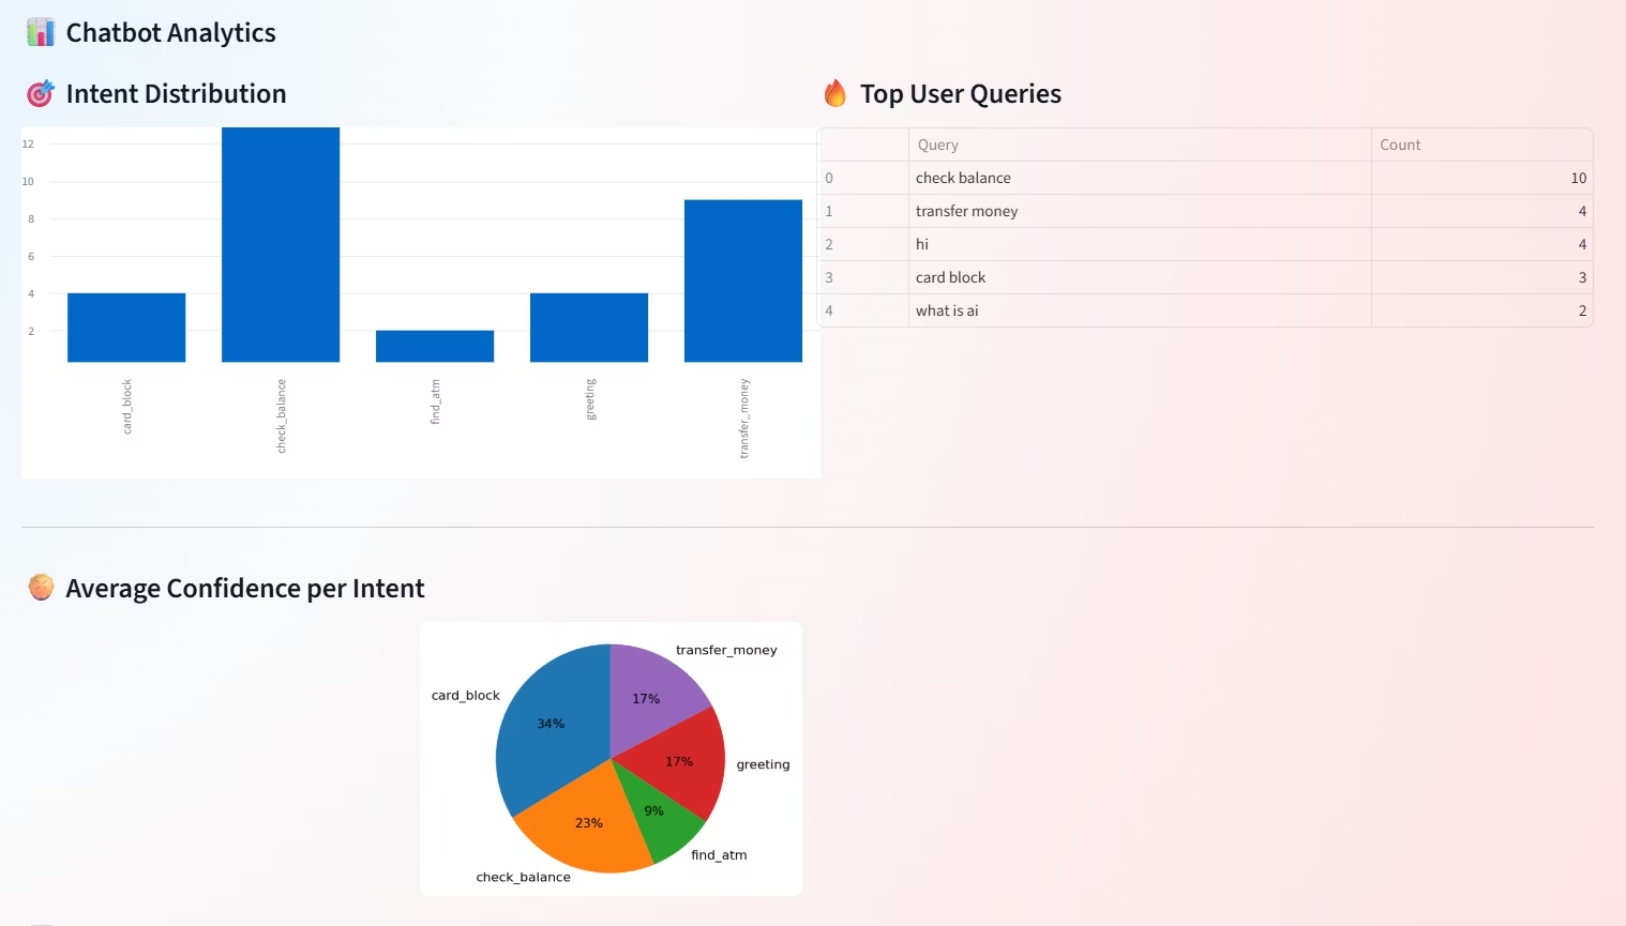 Chatbot Analytics
Intent Distribution
12
10
8
6
4
2
card_block
check_balance
find_atm
greeting
transfer_money
Top User Queries
Query Count
0 check balance 10
1 transfer money 4
2 hi 4
3 card block 3
4 what is ai 2
Average Confidence per Intent
transfer_money
card_block
17%
34%
17%
greeting
9%
23%
find_atm
check_balance